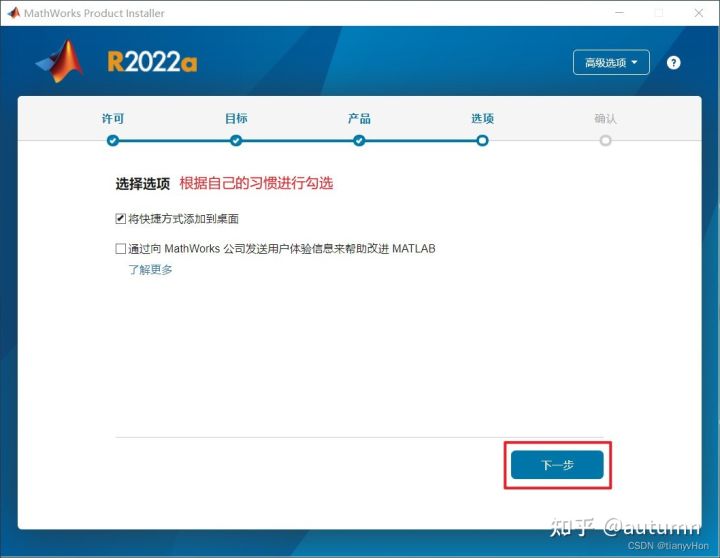 MathWorks Product Installer
R2022a
高级选项
?
许可
目标
产品
选项
确认
选择选项 根据自己的习惯进行勾选
将快捷方式添加到桌面
通过向 MathWorks 公司发送用户体验信息来帮助改进 MATLAB
了解更多
下一步
知乎 @autumn
CSDN @tianyvHon